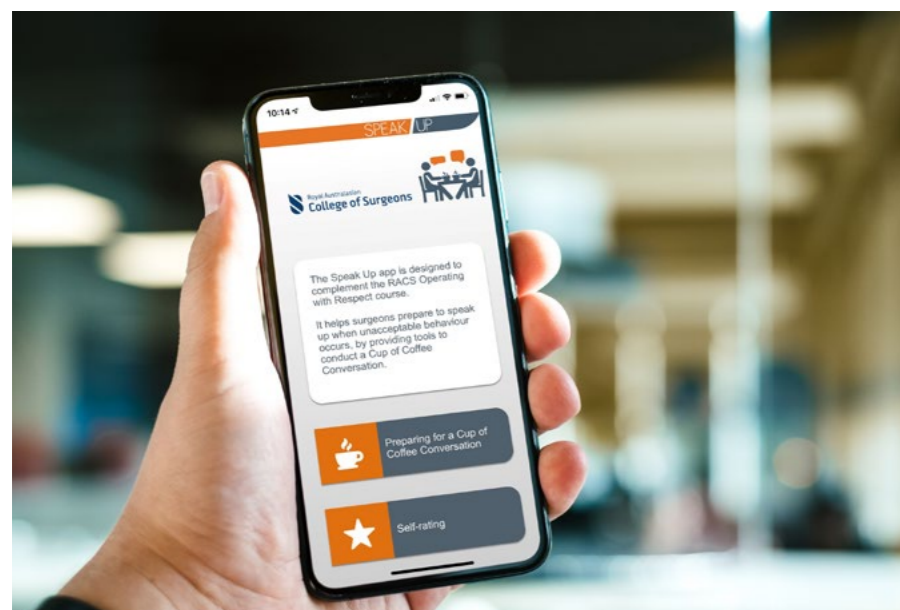 10:14
SPEAK UP
Royal Australasian
College of Surgeons
The Speak Up app is designed to
complement the RACS Operating
with Respect course.
It helps surgeons prepare to speak
up when unacceptable behaviour
occurs, by providing tools to
conduct a Cup of Coffee
Conversation.
Preparing for a Cup of
Coffee Conversation
Self-rating